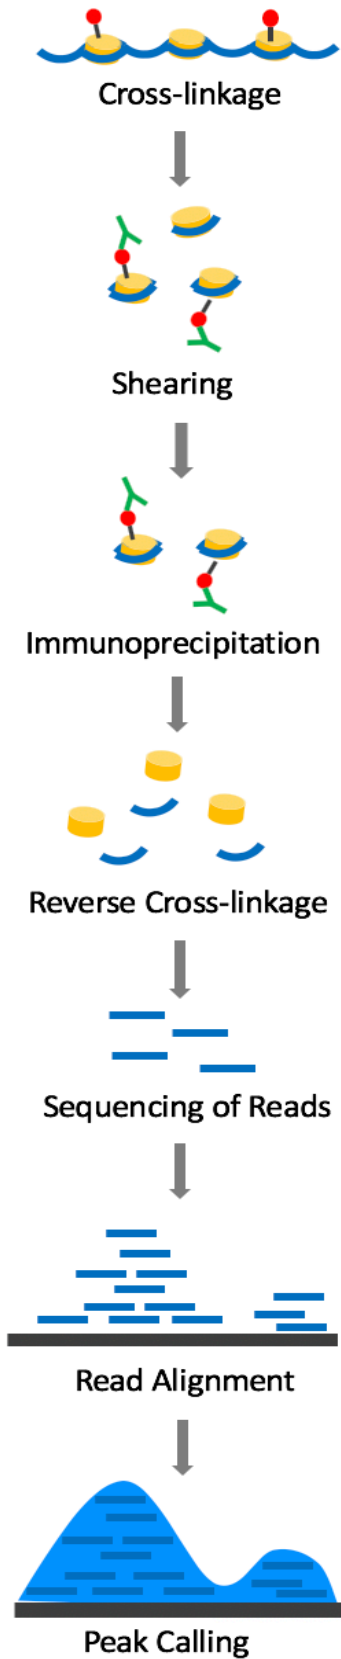 Cross-linkage
Shearing
Immunoprecipitation
Reverse Cross-linkage
Sequencing of Reads
Read Alignment
Peak Calling